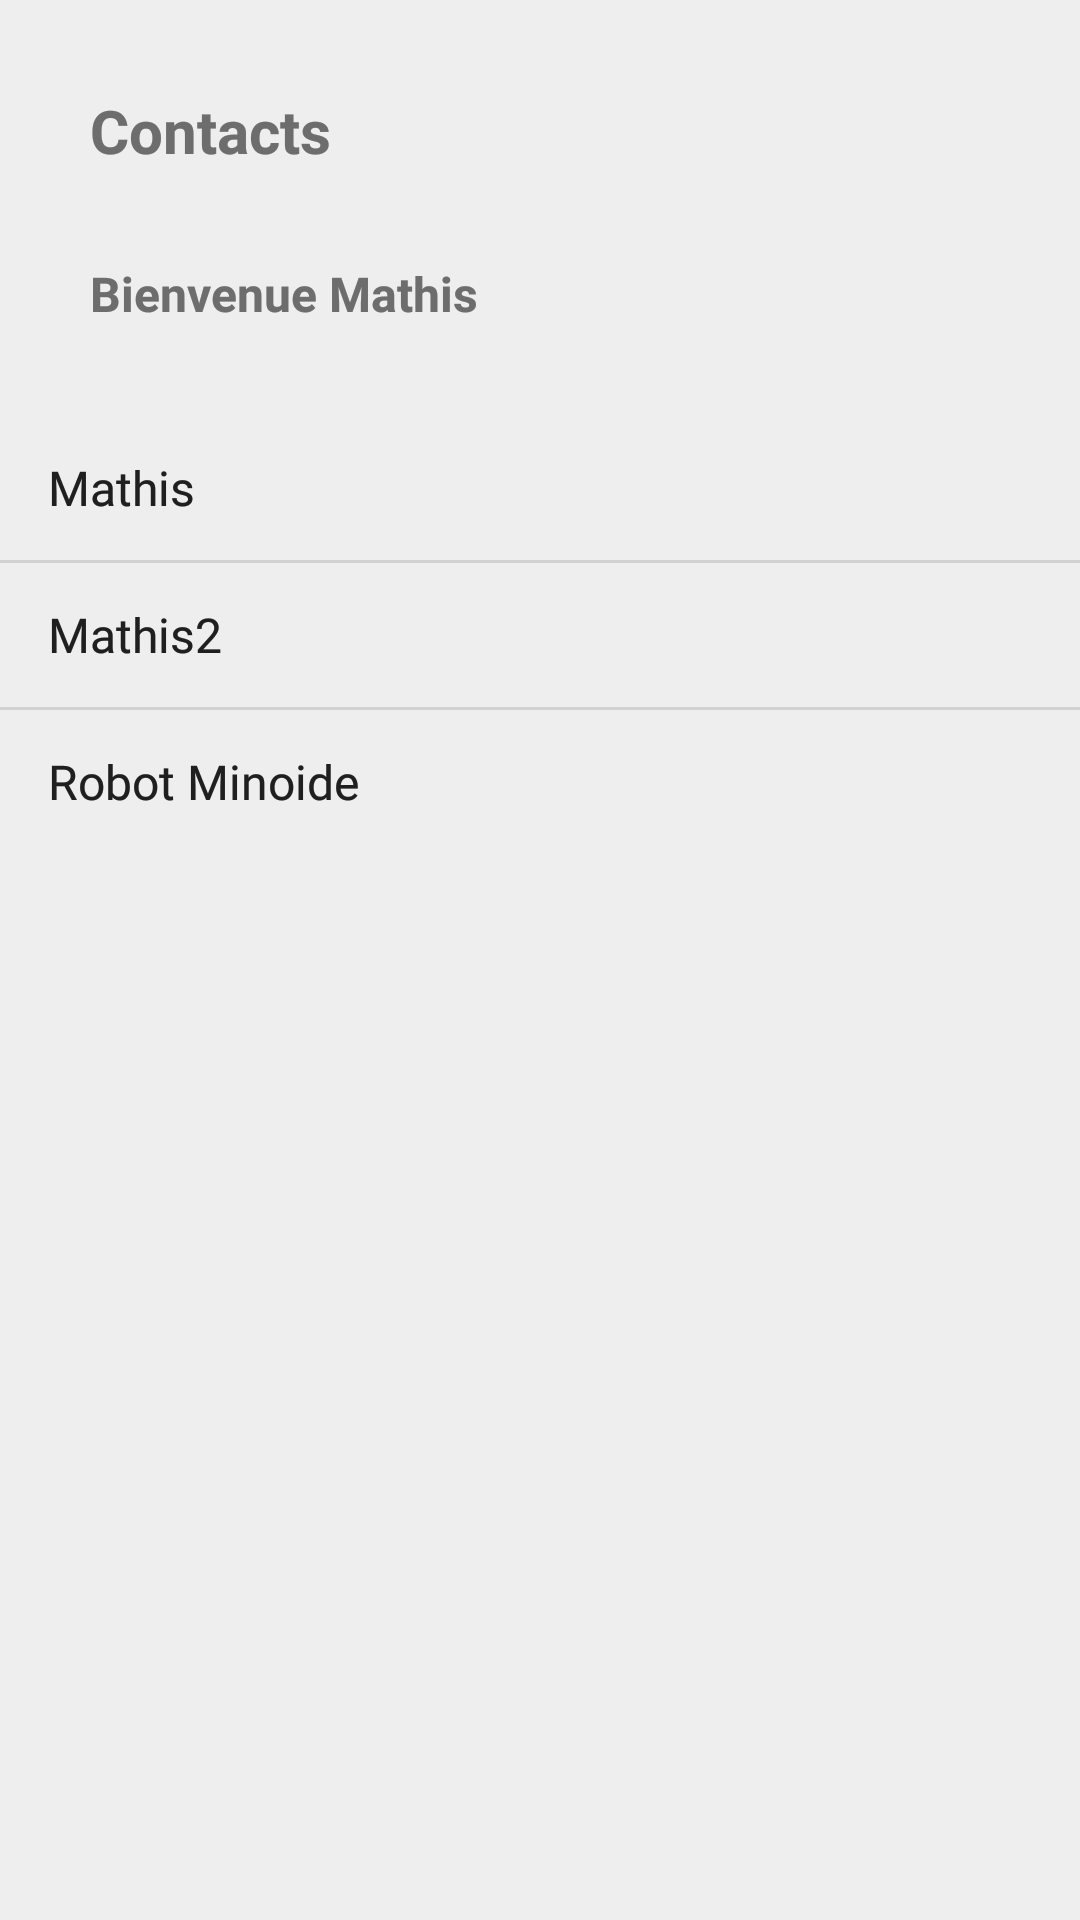 Contacts
Bienvenue Mathis
Mathis
Mathis2
Robot Minoide